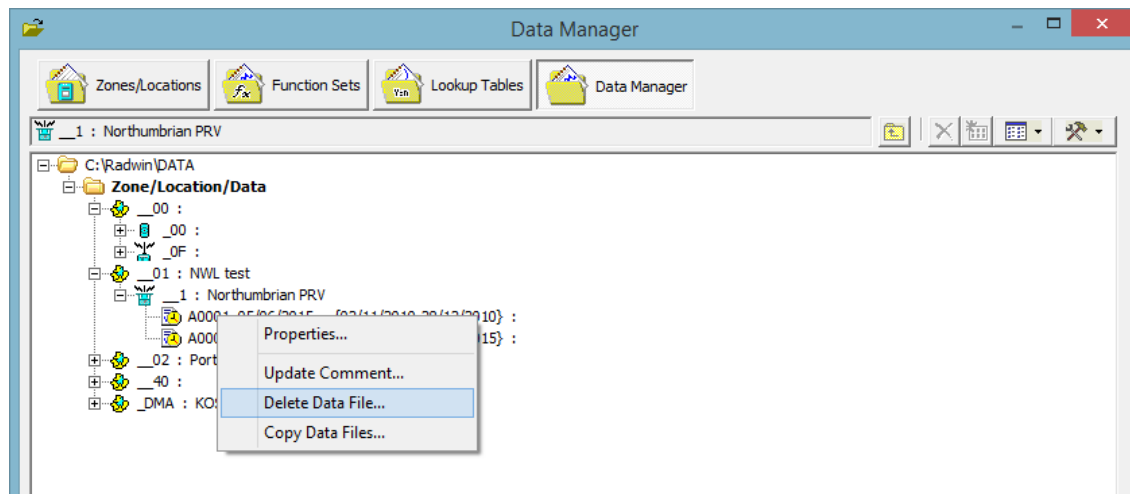 Data Manager
Zones/Locations Function Sets Lookup Tables Data Manager
__1 : Northumbrian PRV
C:\Radwin\DATA
Zone/Location/Data
__00 :
_00 :
_0F :
__01 : NWL test
__1 : Northumbrian PRV
A0001 05/06/2015 {02/11/2010-28/12/2010} :
A000 15} :
Properties...
__02 : Port
Update Comment...
__40 :
Delete Data File...
_DMA : KOS
Copy Data Files...